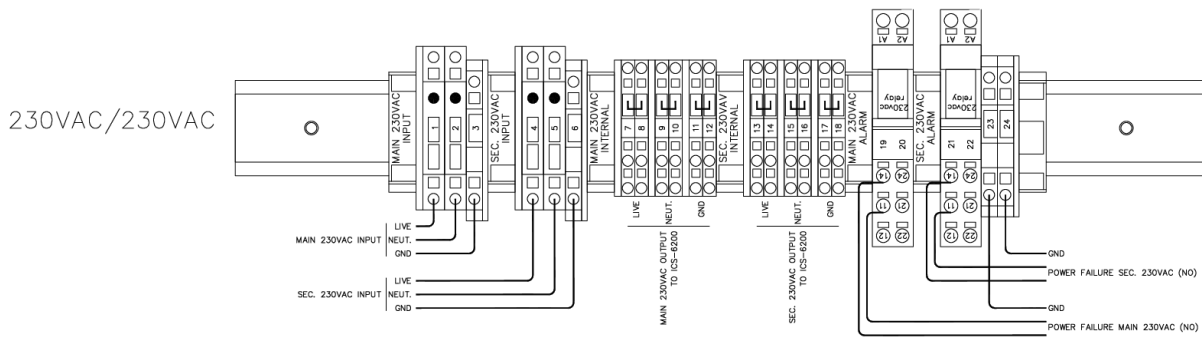 230VAC/230VAC
MAIN 230VAC
INPUT
1
2
3
SEC. 230VAC
INPUT
4
5
6
MAIN 230VAC
INTERNAL
7
8
9
10
11
12
SEC. 230VAV
INTERNAL
13
14
15
16
17
18
MAIN 230VAC
ALARM
A1
A2
230vac
relay
19
20
14
24
11
21
12
22
SEC. 230VAC
ALARM
A1
A2
230vac
relay
21
22
14
24
11
21
12
22
23
24
MAIN 230VAC INPUT
LIVE
NEUT.
GND
SEC. 230VAC INPUT
LIVE
NEUT.
GND
LIVE
NEUT.
GND
MAIN 230VAC OUTPUT
TO ICS-6200
LIVE
NEUT.
GND
SEC. 230VAC OUTPUT
TO ICS-6200
GND
POWER FAILURE SEC. 230VAC (NO)
GND
POWER FAILURE MAIN 230VAC (NO)